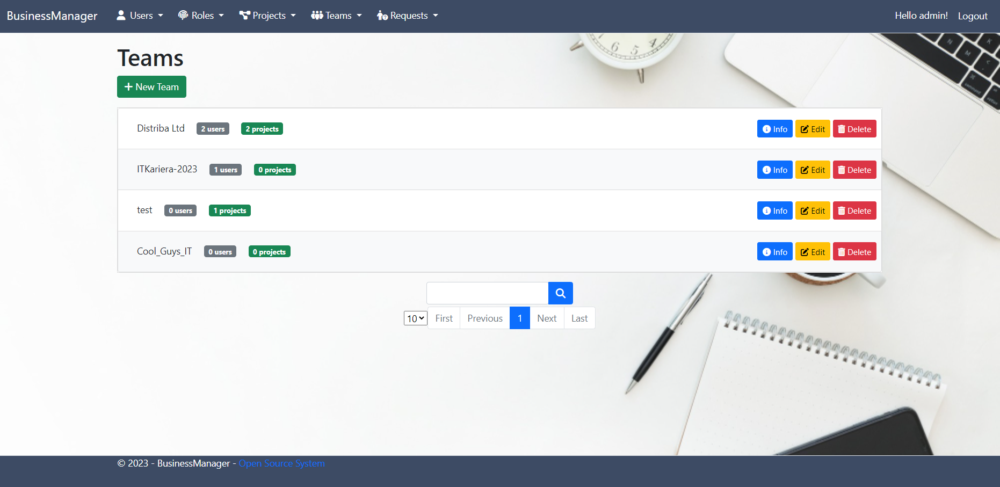 BusinessManager Users Roles Projects Teams Requests Hello admin! Logout
Teams
New Team
Distriba Ltd 2 users 2 projects Info Edit Delete
ITKariera-2023 1 users 0 projects Info Edit Delete
test 0 users 1 projects Info Edit Delete
Cool_Guys_IT 0 users 0 projects Info Edit Delete
10 First Previous 1 Next Last
© 2023 - BusinessManager - Open Source System